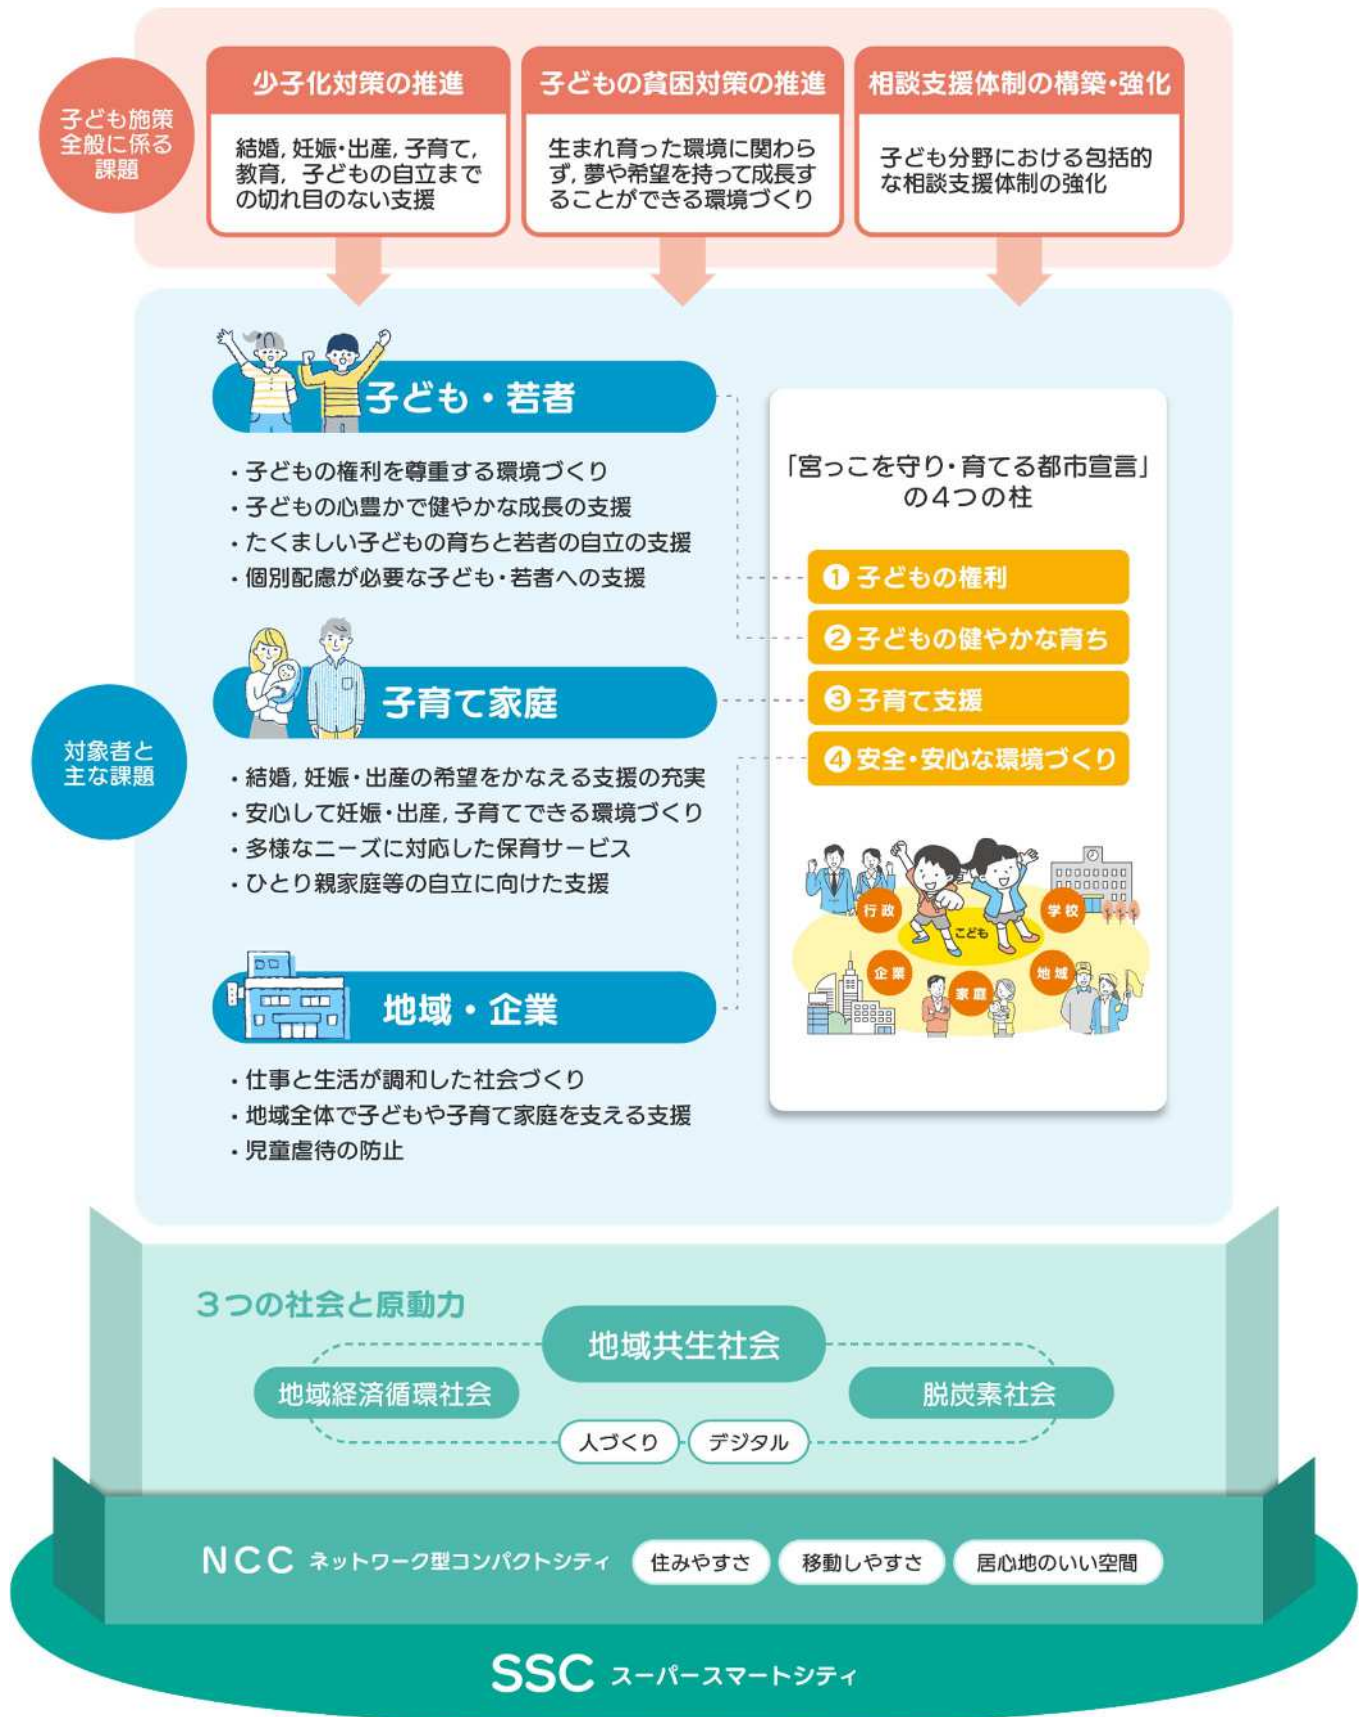 子ども施策
全般に係る
課題
少子化対策の推進
結婚,妊娠・出産,子育て,
教育, 子どもの自立まで
の切れ目のない支援
子どもの貧困対策の推進
生まれ育った環境に関わら
ず,夢や希望を持って成長す
ることができる環境づくり
相談支援体制の構築・強化
子ども分野における包括的
な相談支援体制の強化
対象者と
主な課題
子ども・若者
・子どもの権利を尊重する環境づくり
・子どもの心豊かで健やかな成長の支援
・たくましい子どもの育ちと若者の自立の支援
・個別配慮が必要な子ども・若者への支援
子育て家庭
・結婚,妊娠・出産の希望をかなえる支援の充実
・安心して妊娠・出産,子育てできる環境づくり
・多様なニーズに対応した保育サービス
・ひとり親家庭等の自立に向けた支援
地域・企業
・仕事と生活が調和した社会づくり
・地域全体で子どもや子育て家庭を支える支援
・児童虐待の防止
「宮っこを守り・育てる都市宣言」
の4つの柱
❶子どもの権利
❷子どもの健やかな育ち
❸子育て支援
❹安全・安心な環境づくり
行政
学校
こども
企業
家庭
地域
3つの社会と原動力
地域共生社会
地域経済循環社会
脱炭素社会
人づくり
デジタル
NCC ネットワーク型コンパクトシティ
住みやすさ
移動しやすさ
居心地のいい空間
SSC スーパースマートシティ